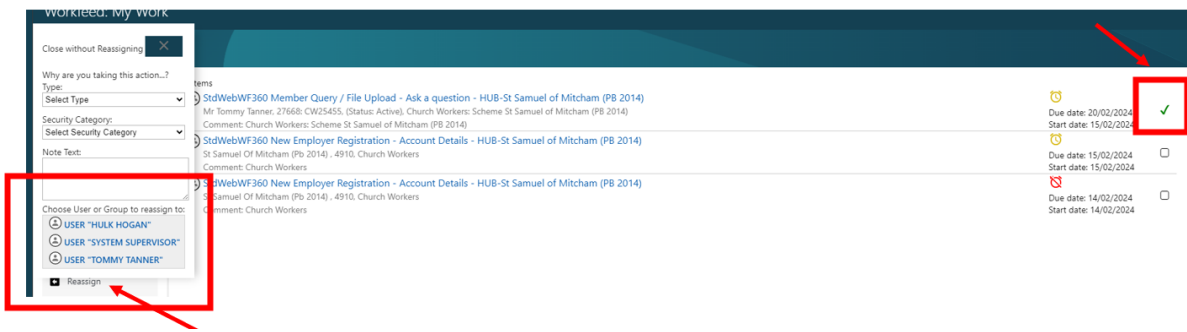 Workfeed: My Work
Close without Reassigning
Why are you taking this action...?
Type:
Select Type
Security Category:
Select Security Category
Note Text:
Choose User or Group to reassign to:
USER "HULK HOGAN"
USER "SYSTEM SUPERVISOR"
USER "TOMMY TANNER"
Reassign
tems
StdWebWF360 Member Query / File Upload - Ask a question - HUB-St Samuel of Mitcham (PB 2014)
Mr Tommy Tanner, 27668: CW25455, (Status: Active), Church Workers: Scheme St Samuel of Mitcham (PB 2014)
Comment: Church Workers: Scheme St Samuel of Mitcham (PB 2014)
Due date: 20/02/2024
Start date: 15/02/2024
StdWebWF360 New Employer Registration - Account Details - HUB-St Samuel of Mitcham (PB 2014)
St Samuel Of Mitcham (Pb 2014) , 4910, Church Workers
Comment: Church Workers
Due date: 15/02/2024
Start date: 15/02/2024
StdWebWF360 New Employer Registration - Account Details - HUB-St Samuel of Mitcham (PB 2014)
St Samuel Of Mitcham (Pb 2014) , 4910, Church Workers
Comment: Church Workers
Due date: 14/02/2024
Start date: 14/02/2024